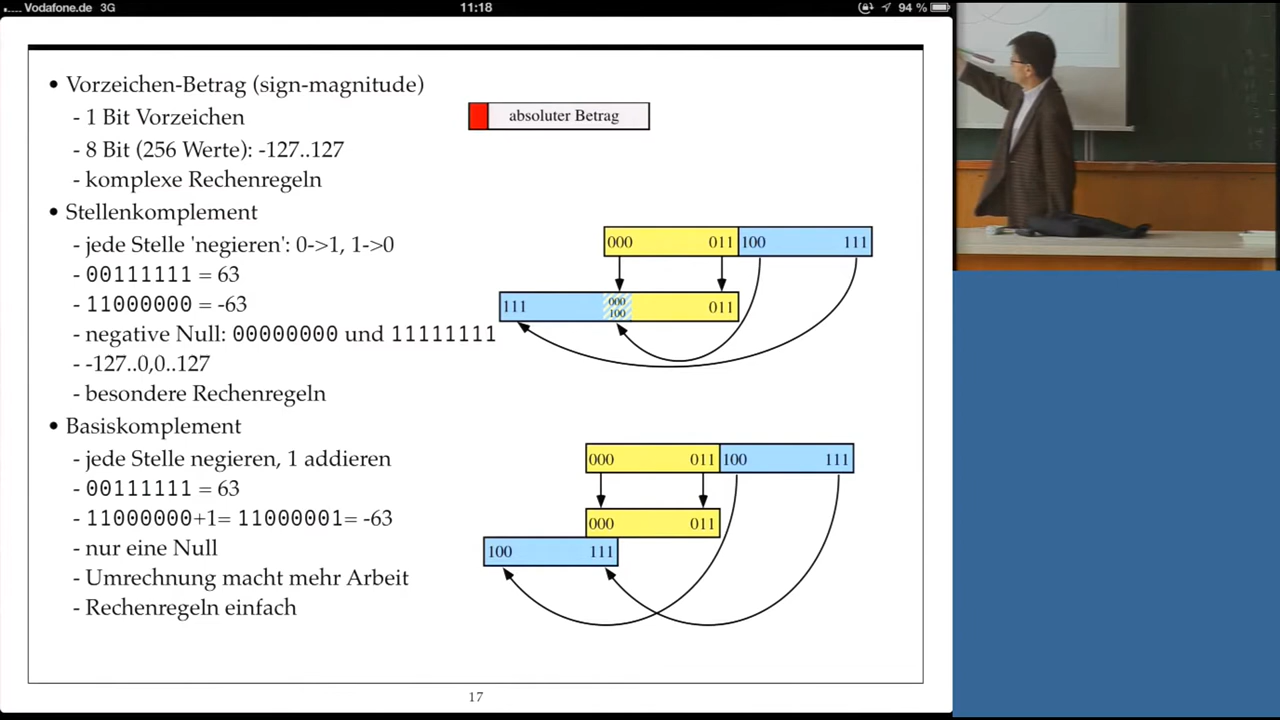 Vodafone.de 3G 11:18 94 %
• Vorzeichen-Betrag (sign-magnitude)
- 1 Bit Vorzeichen
- 8 Bit (256 Werte): -127..127
- komplexe Rechenregeln
absoluter Betrag
• Stellenkomplement
- jede Stelle 'negieren': 0->1, 1->0
- 00111111 = 63
- 11000000 = -63
- negative Null: 00000000 und 11111111
- -127..0,0..127
- besondere Rechenregeln
000 011 100 111
111 000 011
100
• Basiskomplement
- jede Stelle negieren, 1 addieren
- 00111111 = 63
- 11000000+1= 11000001= -63
- nur eine Null
- Umrechnung macht mehr Arbeit
- Rechenregeln einfach
000 011 100 111
000 011
100 111
17